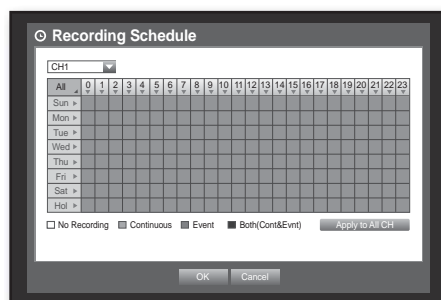 Recording Schedule
CH1
All 0 1 2 3 4 5 6 7 8 9 10 11 12 13 14 15 16 17 18 19 20 21 22 23
Sun
Mon
Tue
Wed
Thu
Fri
Sat
Hol
No Recording Continuous Event Both(Cont&Evnt) Apply to All CH
OK Cancel